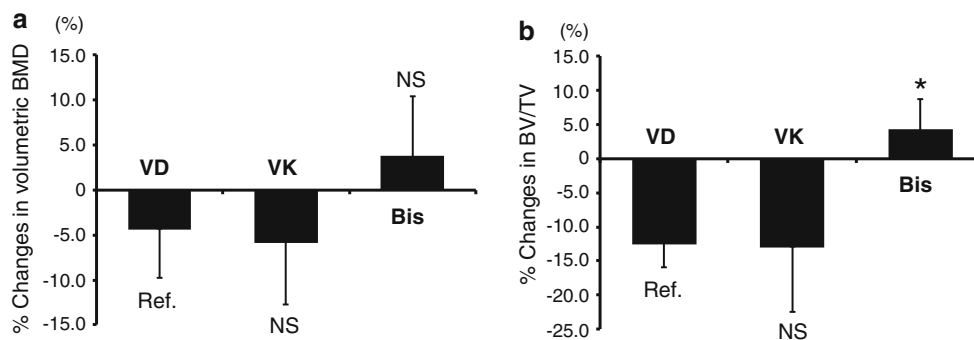 a
(%)
% Changes in volumetric BMD
15.0
10.0
5.0
0
-5.0
-10.0
-15.0
VD
VK
Bis
Ref.
NS
NS
b
(%)
% Changes in BV/TV
15.0
10.0
5.0
0
-5.0
-10.0
-15.0
-20.0
-25.0
VD
VK
Bis
Ref.
NS
*